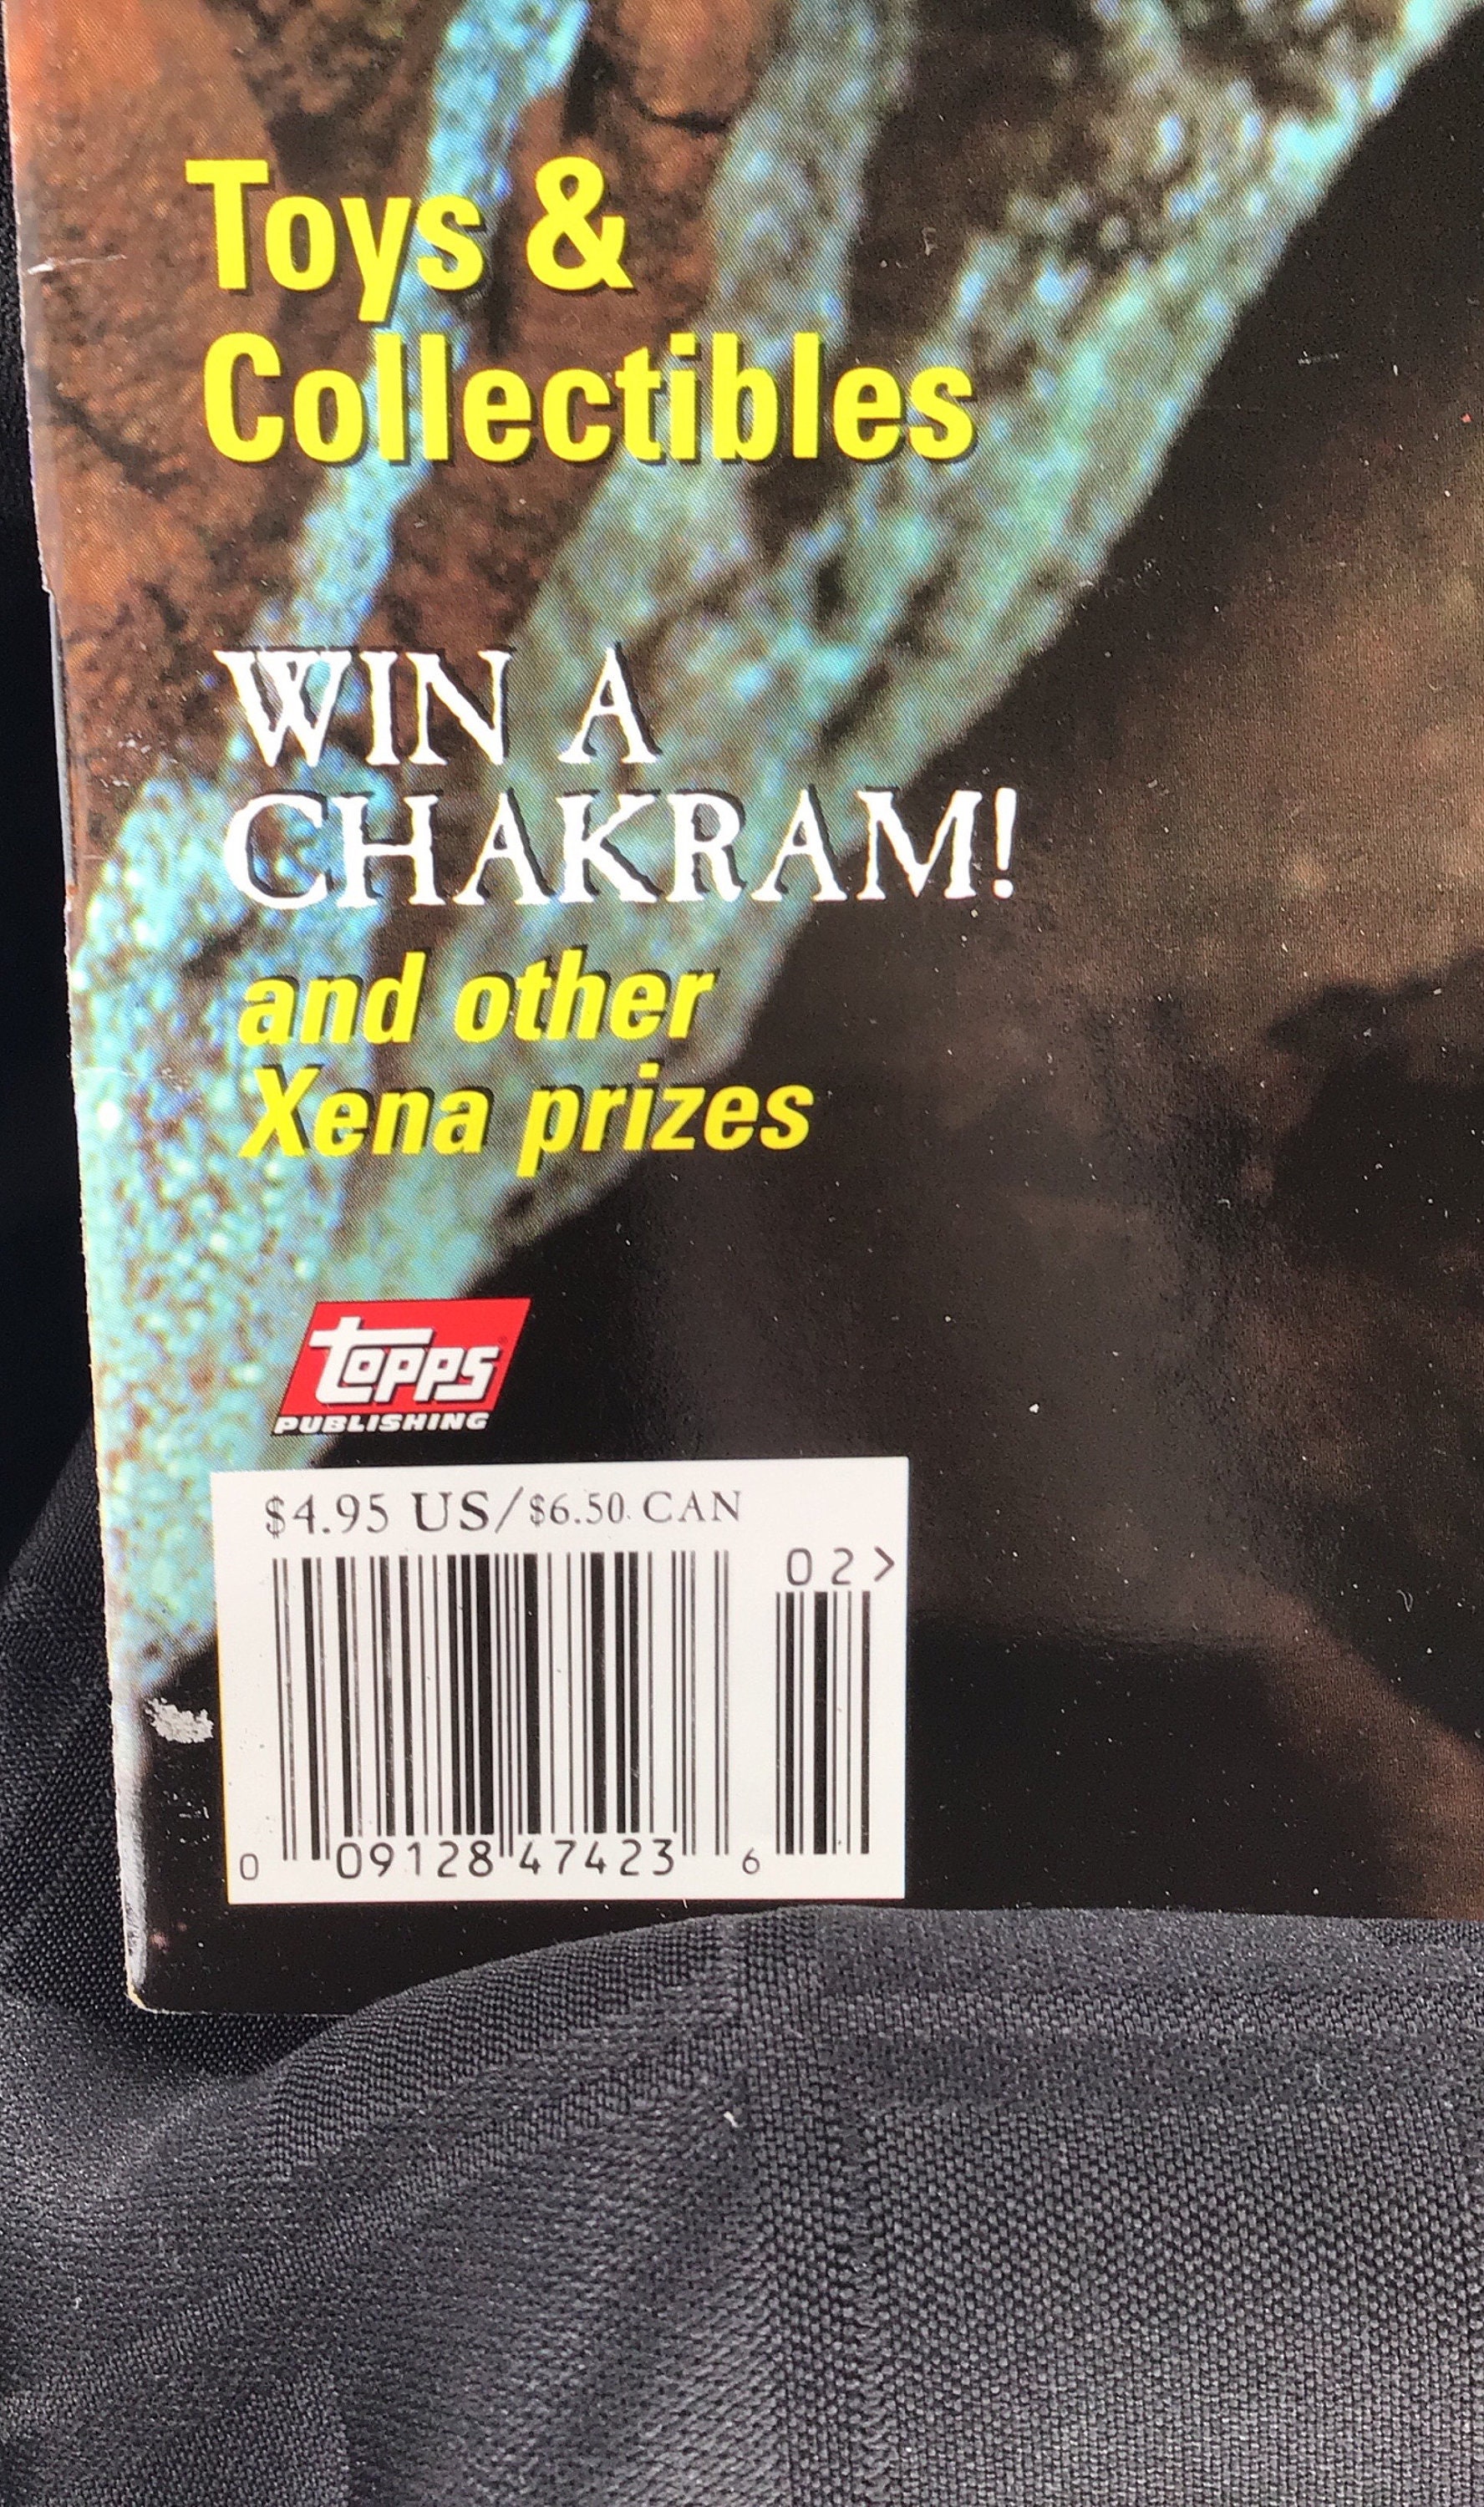 Toys &
Collectibles
WIN A
CHAKRAM!
and other
Xena prizes
Topps
PUBLISHING
$4.95 US/$6.50 CAN
02>
0 09128 47423 6